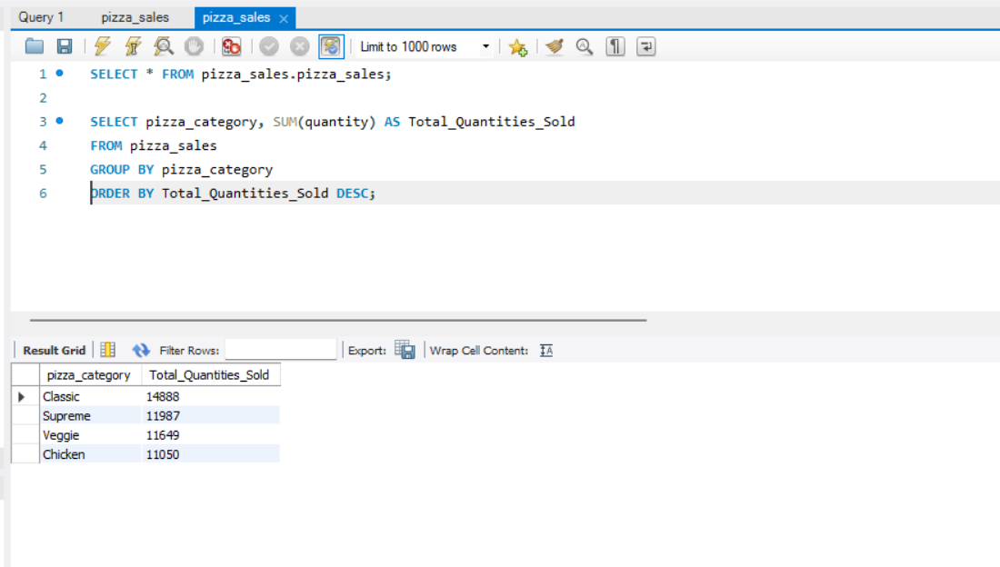 Query 1 pizza_sales pizza_sales
Limit to 1000 rows
1 SELECT * FROM pizza_sales.pizza_sales;
2
3 SELECT pizza_category, SUM(quantity) AS Total_Quantities_Sold
4 FROM pizza_sales
5 GROUP BY pizza_category
6 ORDER BY Total_Quantities_Sold DESC;
Result Grid Filter Rows: Export: Wrap Cell Content:
pizza_category Total_Quantities_Sold
Classic 14888
Supreme 11987
Veggie 11649
Chicken 11050